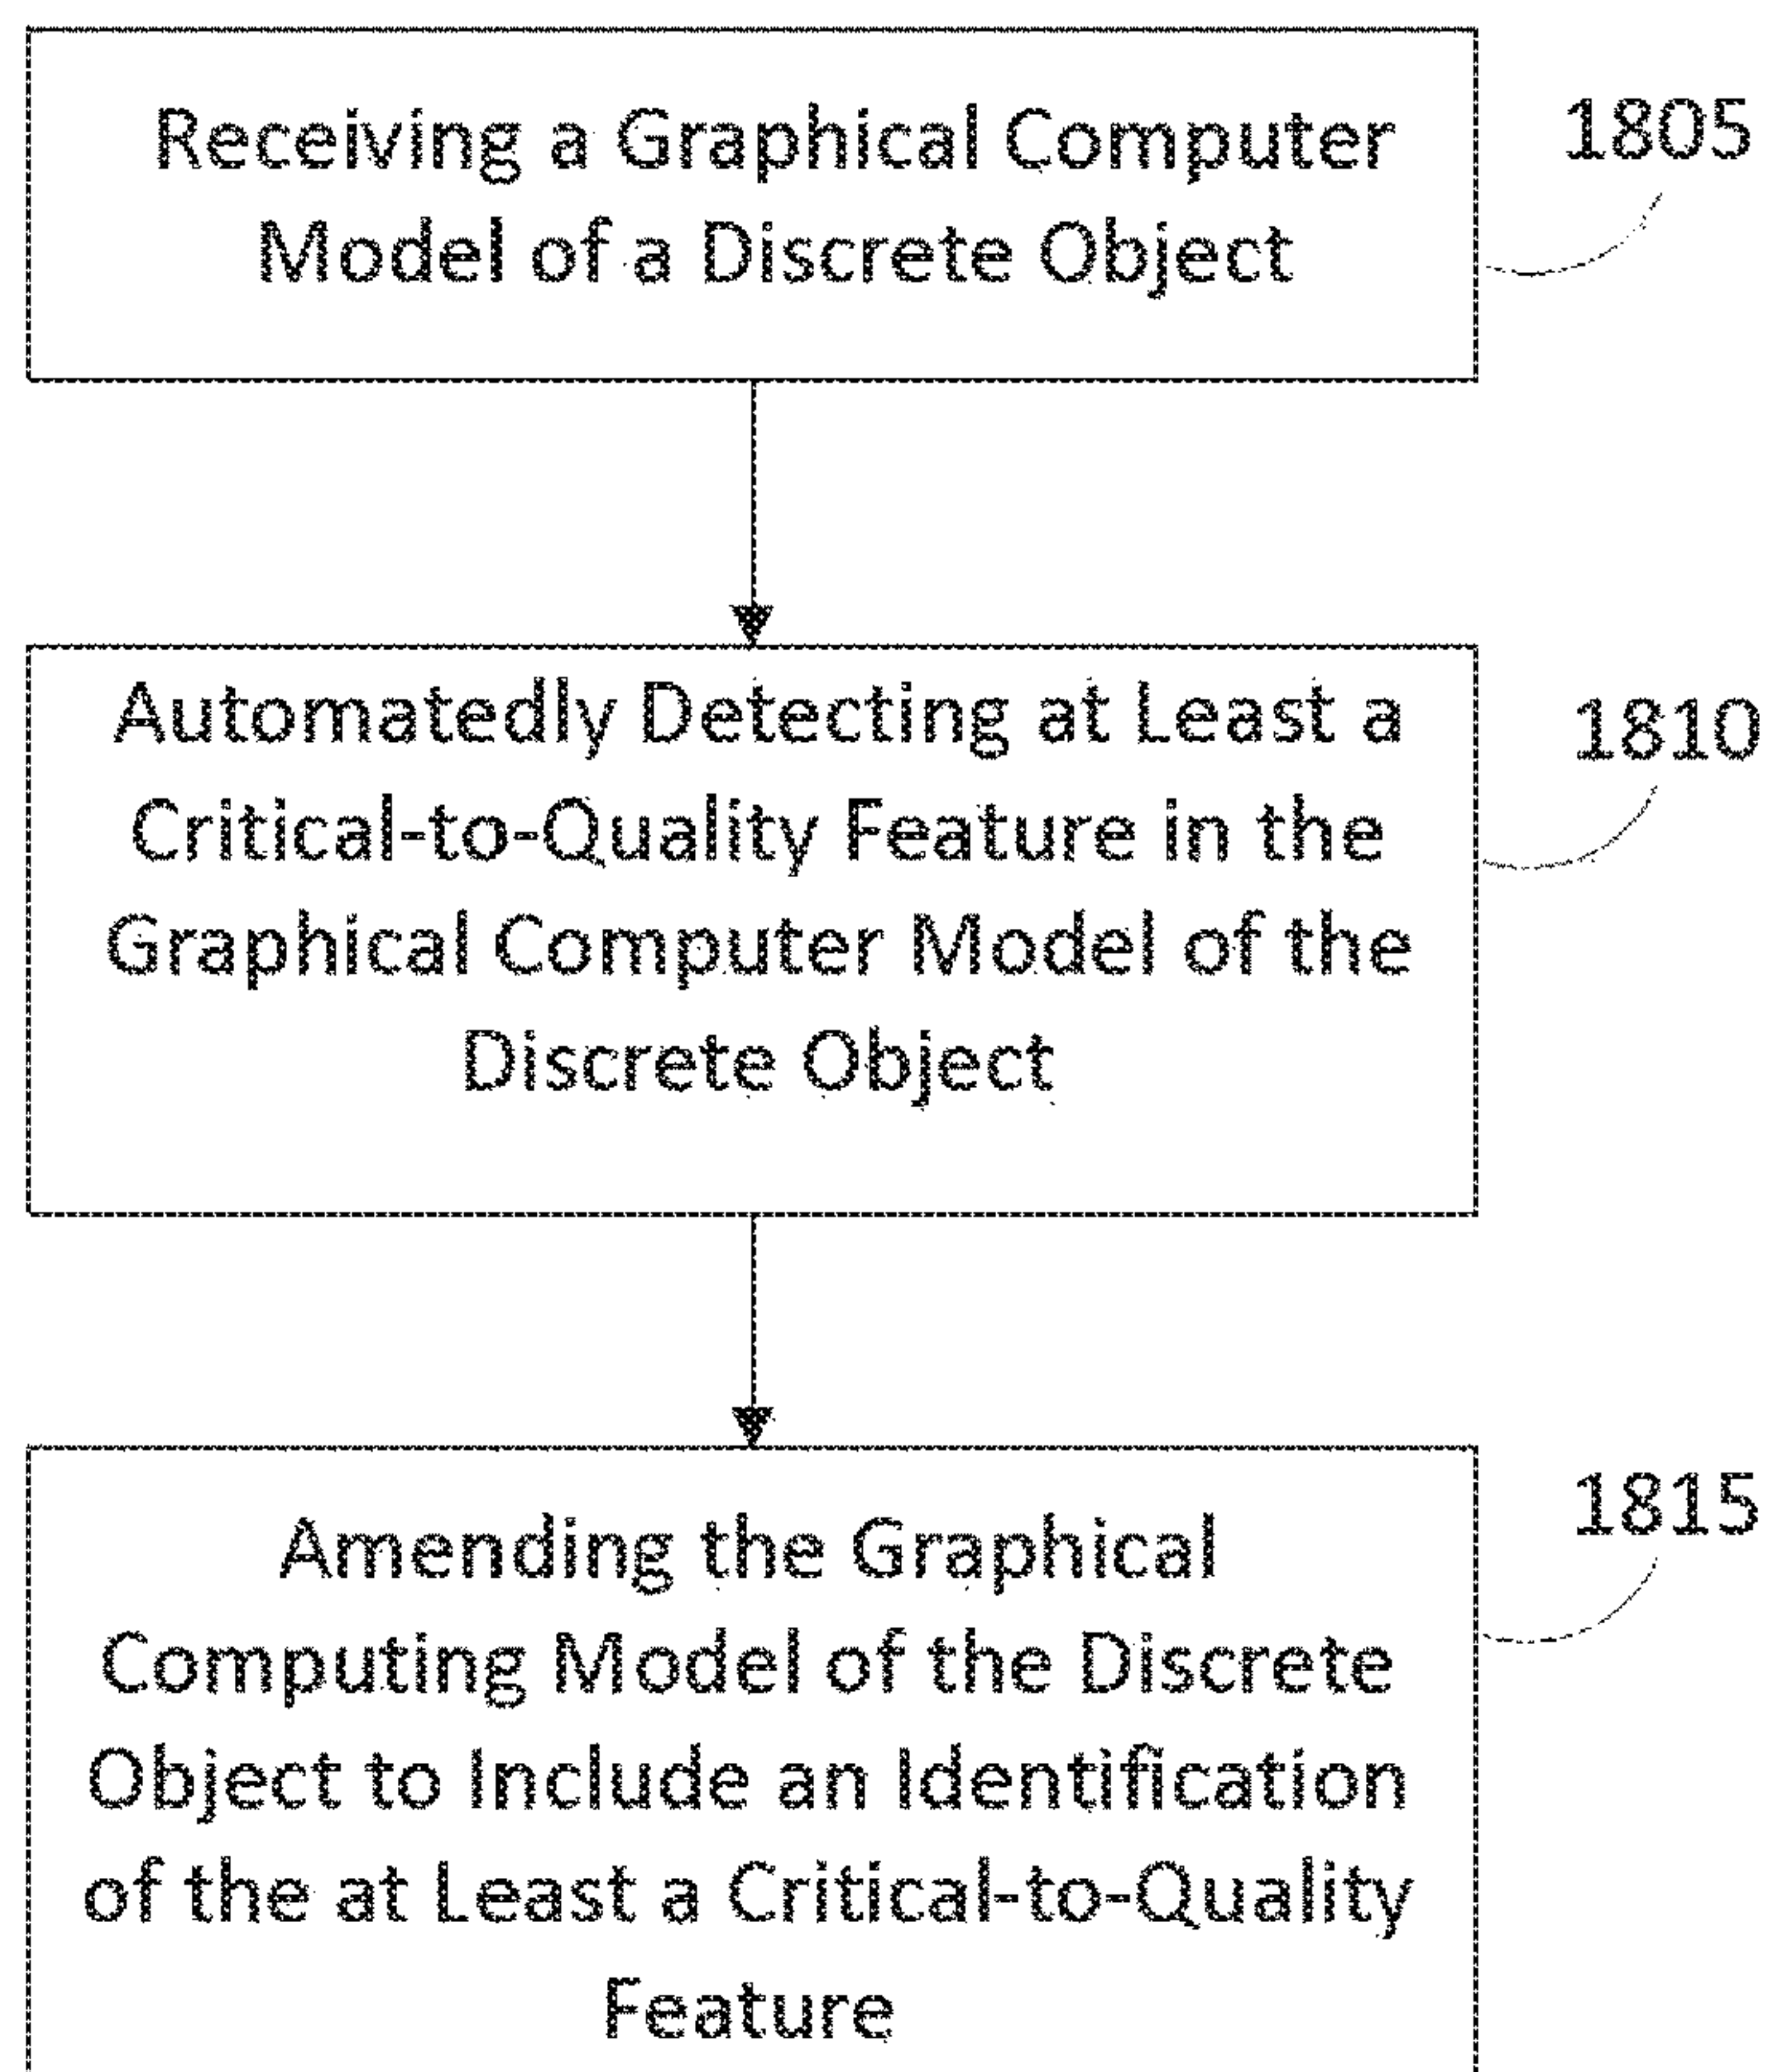 Receiving a Graphical Computer
Model of a Discrete Object
1805
Automatedly Detecting at Least a
Critical-to-Quality Feature in the
Graphical Computer Model of the
Discrete Object
1810
Amending the Graphical
Computing Model of the Discrete
Object to Include an Identification
of the at Least a Critical-to-Quality
Feature
1815